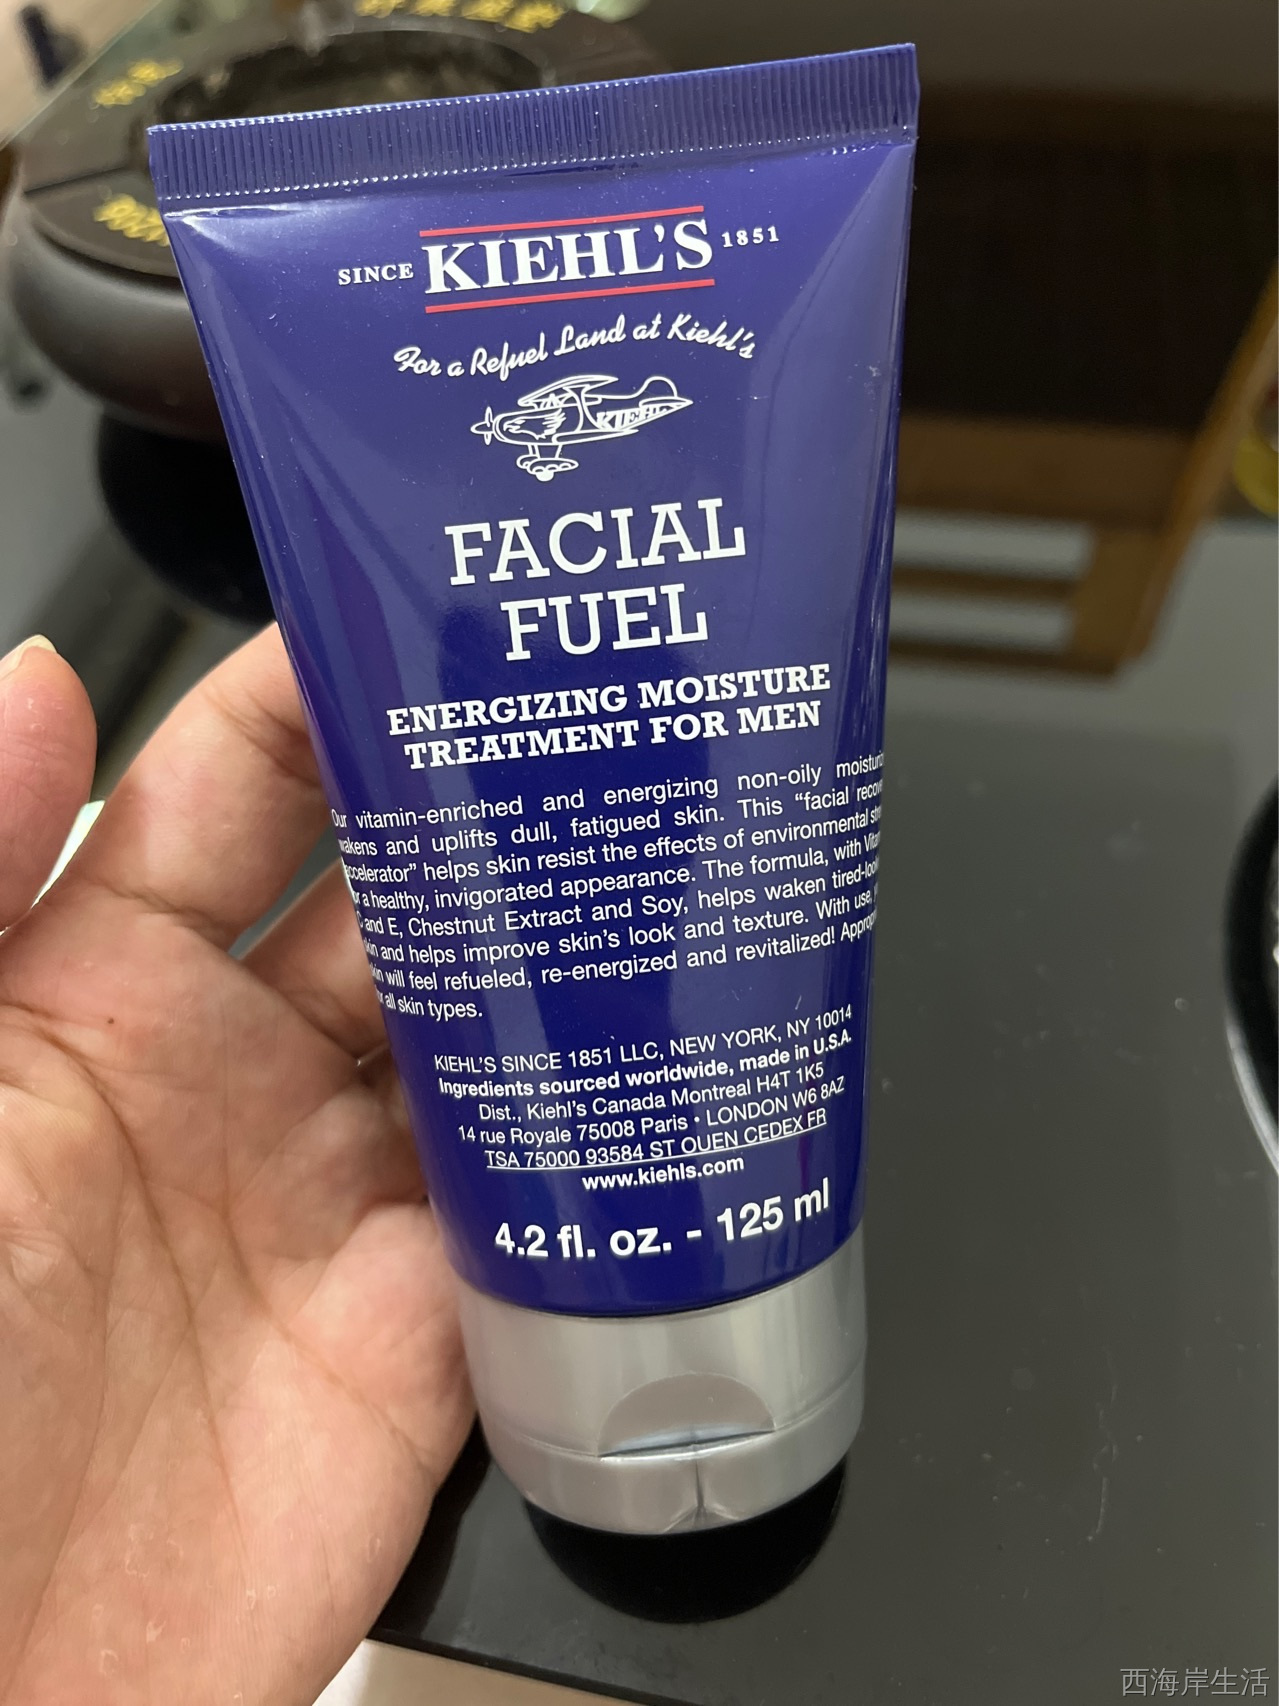 SINCE KIEHL'S 1851
For a Refuel Land at Kiehl's
KIEHL
FACIAL
FUEL
ENERGIZING MOISTURE
TREATMENT FOR MEN
Our vitamin-enriched and energizing non-oily
and uplifts dull, fatigued skin. This "facial
accelerator" helps skin resist the effects of environmental
a healthy, invigorated appearance. The formula, with
C and E, Chestnut Extract and Soy, helps waken
and helps improve skin's look and texture. With use,
will feel refueled, re-energized and revitalized!
all skin types.
KIEHL'S SINCE 1851 LLC, NEW YORK, NY 10014
Ingredients sourced worldwide, made in U.S.A.
Dist., Kiehl's Canada Montreal H4T 1K5
14 rue Royale 75008 Paris • LONDON W6 8AZ
TSA 75000 93584 ST OUEN CEDEX FR
www.kiehls.com
4.2 fl. oz. - 125 ml
西海岸生活